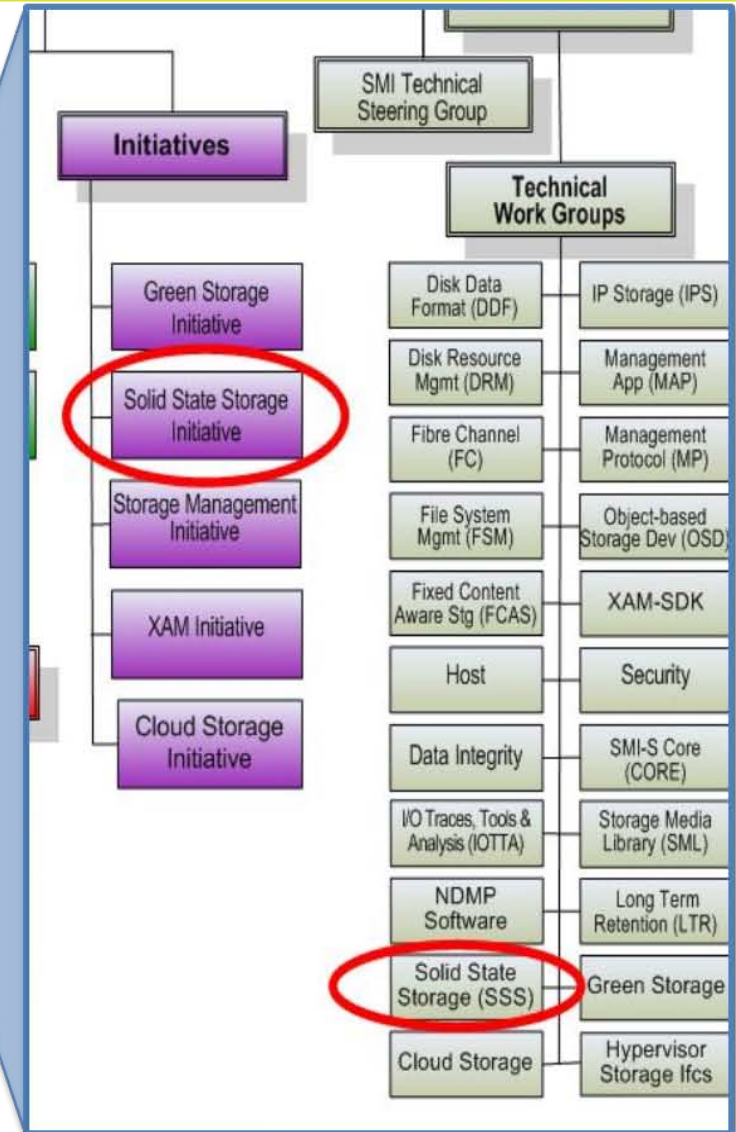 SMI Technical
Steering Group
Initiatives
Technical
Work Groups
Green Storage
Initiative
Solid State Storage
Initiative
Storage Management
Initiative
XAM Initiative
Cloud Storage
Initiative
Disk Data
Format (DDF)
IP Storage (IPS)
Disk Resource
Mgmt (DRM)
Management
App (MAP)
Fibre Channel
(FC)
Management
Protocol (MP)
File System
Mgmt (FSM)
Object-based
Storage Dev (OSD)
Fixed Content
Aware Stg (FCAS)
XAM-SDK
Host
Security
Data Integrity
SMI-S Core
(CORE)
I/O Traces, Tools &
Analysis (IOTTA)
Storage Media
Library (SML)
NDMP
Software
Long Term
Retention (LTR)
Solid State
Storage (SSS)
Green Storage
Cloud Storage
Hypervisor
Storage Ifcs